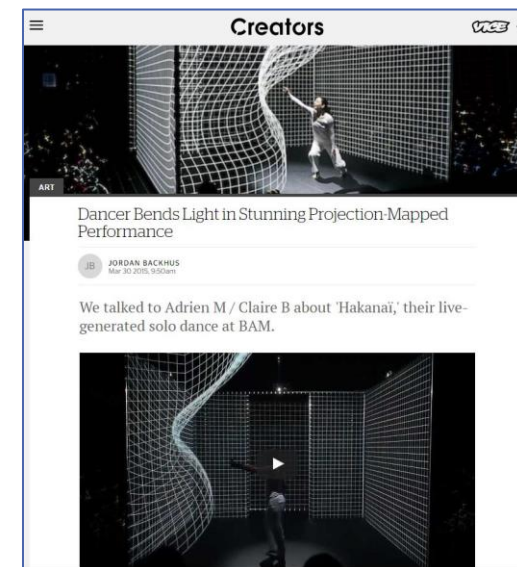 Creators
VICE
ART
Dancer Bends Light in Stunning Projection-Mapped
Performance
JB
JORDAN BACKHUS
Mar 30 2015, 9:50am
We talked to Adrien M / Claire B about 'Hakanaï,' their live-
generated solo dance at BAM.